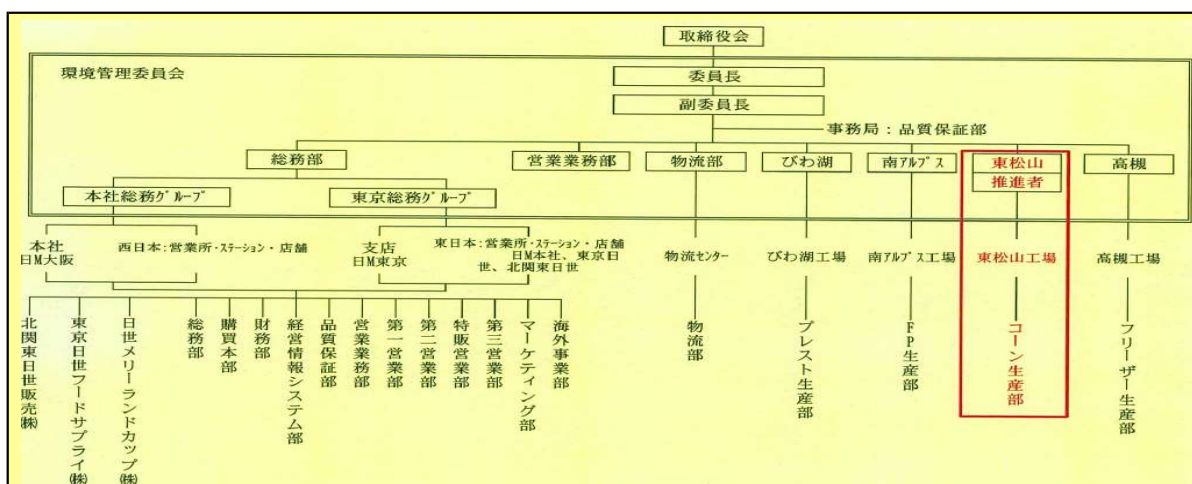 取締役会
環境管理委員会
委員長
副委員長
事務局：品質保証部
総務部
営業業務部
物流部
びわ湖
南ｱﾙﾌﾟｽ
東松山
推進者
高槻
本社総務ｸﾞﾙｰﾌﾟ
東京総務ｸﾞﾙｰﾌﾟ
本社
日M大阪
西日本：営業所・ｽﾃｰｼｮﾝ・店舗
支店
日M東京
東日本：営業所・ｽﾃｰｼｮﾝ・店舗
日M本社、東京日
世、北関東日世
物流ｾﾝﾀｰ
びわ湖工場
南ｱﾙﾌﾟｽ工場
東松山工場
高槻工場
北関東日世販売㈱
東京日世フードサプライ㈱
日世メリーランドカップ㈱
総務部
購買本部
財務部
経営情報システム部
品質保証部
営業業務部
第一営業部
第二営業部
特販営業部
第三営業部
マーケティング部
海外事業部
物流部
プレスト生産部
FP生産部
コーン生産部
フリーザー生産部